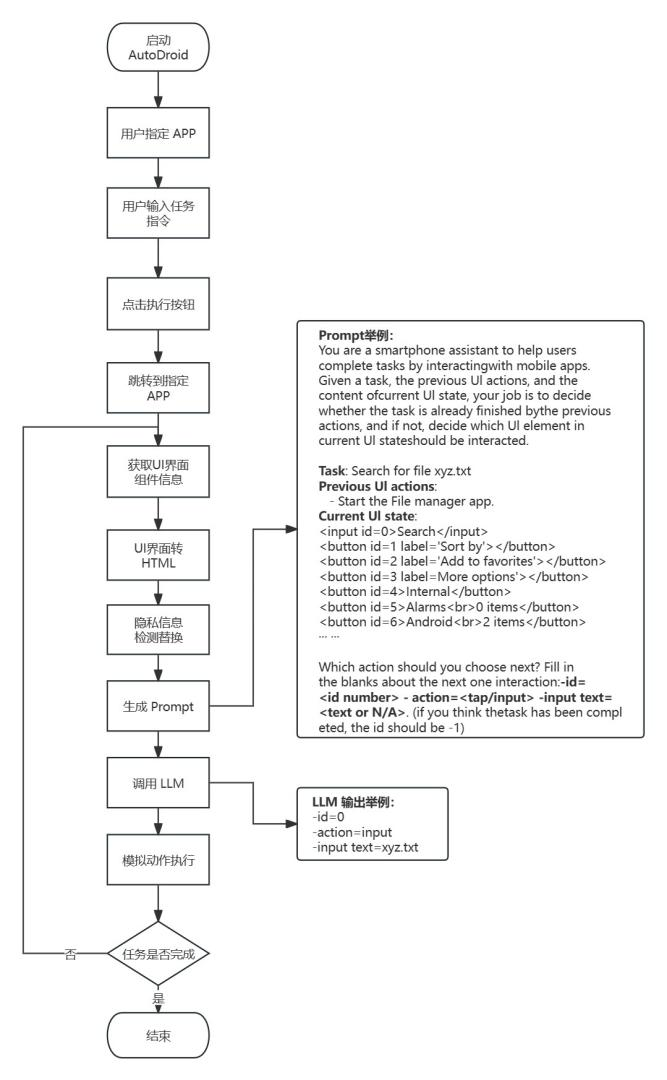 启动
AutoDroid
用户指定 APP
用户输入任务
指令
点击执行按钮
跳转到指定
APP
获取UI界面
组件信息
UI界面转
HTML
隐私信息
检测替换
生成 Prompt
Prompt举例：
You are a smartphone assistant to help users
complete tasks by interactingwith mobile apps.
Given a task, the previous Ul actions, and the
content ofcurrent Ul state, your job is to decide
whether the task is already finished bythe previous
actions, and if not, decide which Ul element in
current Ul stateshould be interacted.
Task: Search for file xyz.txt
Previous Ul actions:
- Start the File manager app.
Current Ul state:
<input id=0>Search</input>
<button id=1 label='Sort by'></button>
<button id=2 label='Add to favorites'></button>
<button id=3 label=More options'></button>
<button id=4>Internal</button>
<button id=5>Alarms<br>0 items</button>
<button id=6>Android<br>2 items</button>
... ...
Which action should you choose next? Fill in
the blanks about the next one interaction:-id=
<id number> - action=<tap/input> -input text=
<text or N/A>. (if you think thetask has been compl
eted, the id should be -1)
调用 LLM
LLM 输出举例：
-id=0
-action=input
-input text=xyz.txt
模拟动作执行
任务是否完成
否
是
结束